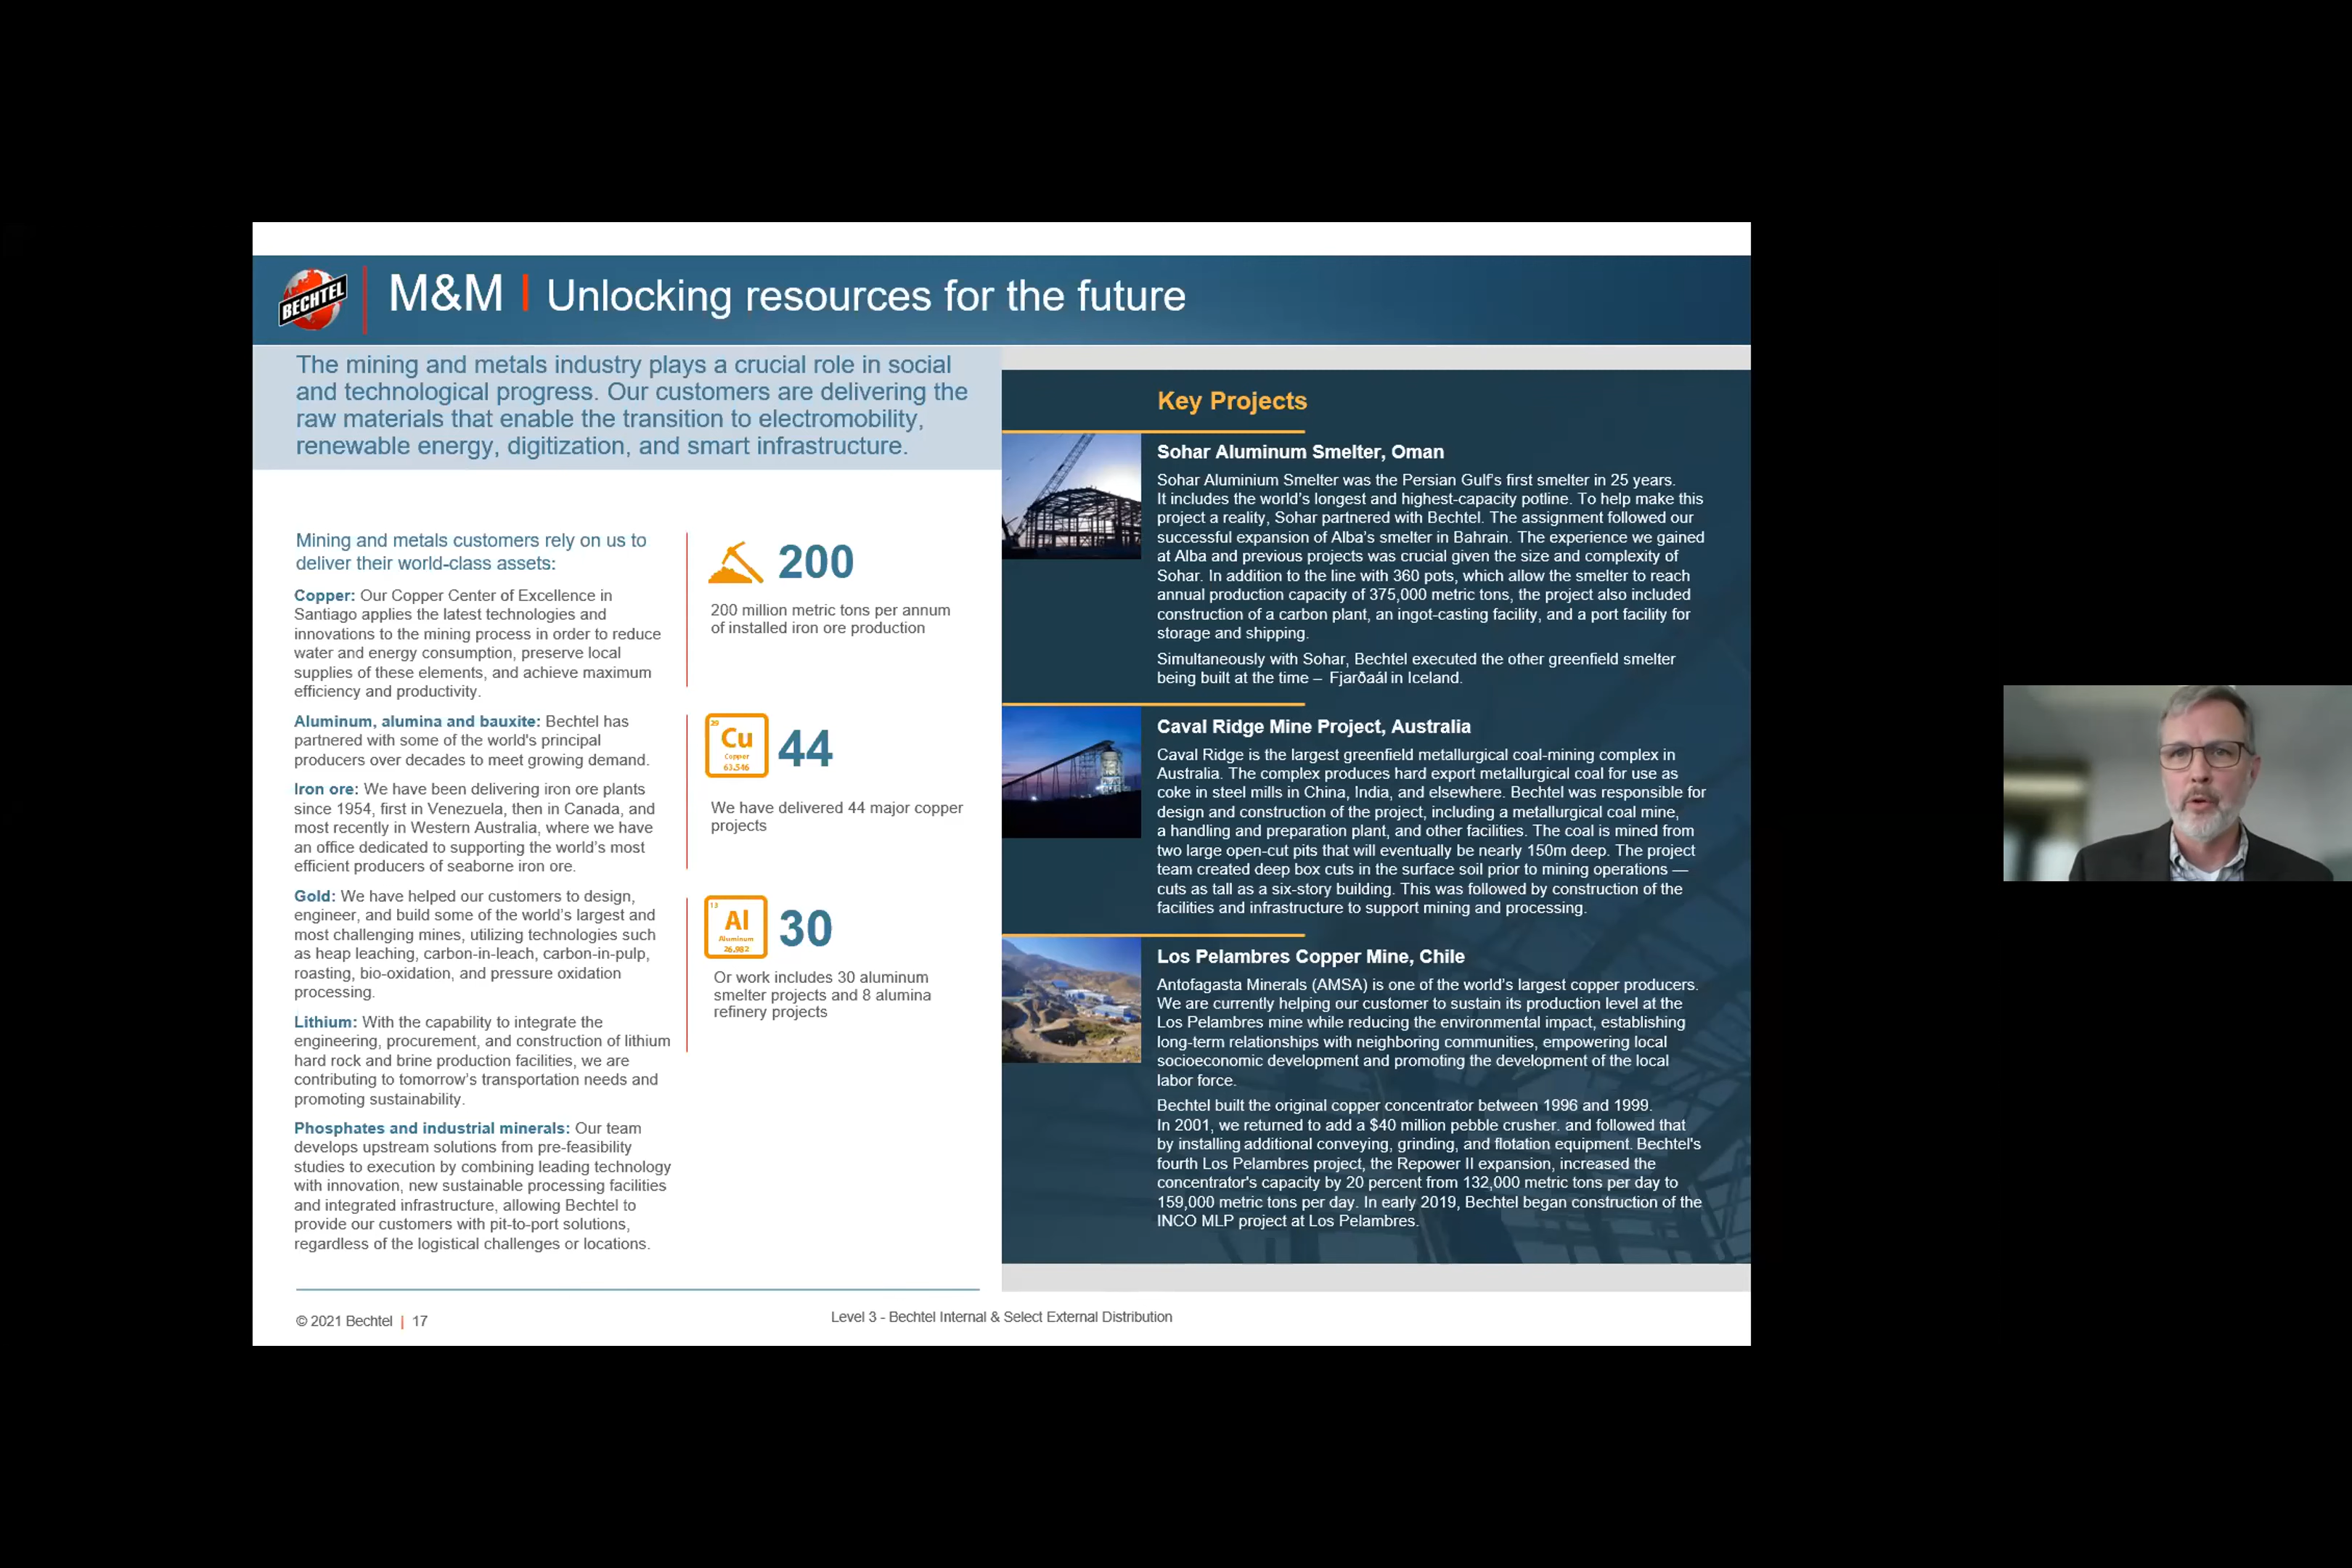 BECHTEL
M&M | Unlocking resources for the future
The mining and metals industry plays a crucial role in social
and technological progress. Our customers are delivering the
raw materials that enable the transition to electromobility,
renewable energy, digitization, and smart infrastructure.
Mining and metals customers rely on us to
deliver their world-class assets:
Copper: Our Copper Center of Excellence in
Santiago applies the latest technologies and
innovations to the mining process in order to reduce
water and energy consumption, preserve local
supplies of these elements, and achieve maximum
efficiency and productivity.
Aluminum, alumina and bauxite: Bechtel has
partnered with some of the world's principal
producers over decades to meet growing demand.
Iron ore: We have been delivering iron ore plants
since 1954, first in Venezuela, then in Canada, and
most recently in Western Australia, where we have
an office dedicated to supporting the world's most
efficient producers of seaborne iron ore.
Gold: We have helped our customers to design,
engineer, and build some of the world's largest and
most challenging mines, utilizing technologies such
as heap leaching, carbon-in-leach, carbon-in-pulp,
roasting, bio-oxidation, and pressure oxidation
processing.
Lithium: With the capability to integrate the
engineering, procurement, and construction of lithium
hard rock and brine production facilities, we are
contributing to tomorrow's transportation needs and
promoting sustainability.
Phosphates and industrial minerals: Our team
develops upstream solutions from pre-feasibility
studies to execution by combining leading technology
with innovation, new sustainable processing facilities
and integrated infrastructure, allowing Bechtel to
provide our customers with pit-to-port solutions,
regardless of the logistical challenges or locations.
200
200 million metric tons per annum
of installed iron ore production
29
Cu
Copper
63.546
44
We have delivered 44 major copper
projects
13
Al
Aluminum
26.982
30
Or work includes 30 aluminum
smelter projects and 8 alumina
refinery projects
Key Projects
Sohar Aluminum Smelter, Oman
Sohar Aluminium Smelter was the Persian Gulf's first smelter in 25 years.
It includes the world's longest and highest-capacity potline. To help make this
project a reality, Sohar partnered with Bechtel. The assignment followed our
successful expansion of Alba's smelter in Bahrain. The experience we gained
at Alba and previous projects was crucial given the size and complexity of
Sohar. In addition to the line with 360 pots, which allow the smelter to reach
annual production capacity of 375,000 metric tons, the project also included
construction of a carbon plant, an ingot-casting facility, and a port facility for
storage and shipping.
Simultaneously with Sohar, Bechtel executed the other greenfield smelter
being built at the time – Fjarðaál in Iceland.
Caval Ridge Mine Project, Australia
Caval Ridge is the largest greenfield metallurgical coal-mining complex in
Australia. The complex produces hard export metallurgical coal for use as
coke in steel mills in China, India, and elsewhere. Bechtel was responsible for
design and construction of the project, including a metallurgical coal mine,
a handling and preparation plant, and other facilities. The coal is mined from
two large open-cut pits that will eventually be nearly 150m deep. The project
team created deep box cuts in the surface soil prior to mining operations —
cuts as tall as a six-story building. This was followed by construction of the
facilities and infrastructure to support mining and processing.
Los Pelambres Copper Mine, Chile
Antofagasta Minerals (AMSA) is one of the world's largest copper producers.
We are currently helping our customer to sustain its production level at the
Los Pelambres mine while reducing the environmental impact, establishing
long-term relationships with neighboring communities, empowering local
socioeconomic development and promoting the development of the local
labor force.
Bechtel built the original copper concentrator between 1996 and 1999.
In 2001, we returned to add a $40 million pebble crusher. and followed that
by installing additional conveying, grinding, and flotation equipment. Bechtel's
fourth Los Pelambres project, the Repower II expansion, increased the
concentrator's capacity by 20 percent from 132,000 metric tons per day to
159,000 metric tons per day. In early 2019, Bechtel began construction of the
INCO MLP project at Los Pelambres.
© 2021 Bechtel | 17
Level 3 - Bechtel Internal & Select External Distribution